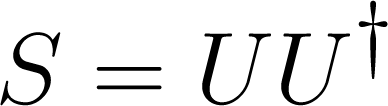 S = UU†